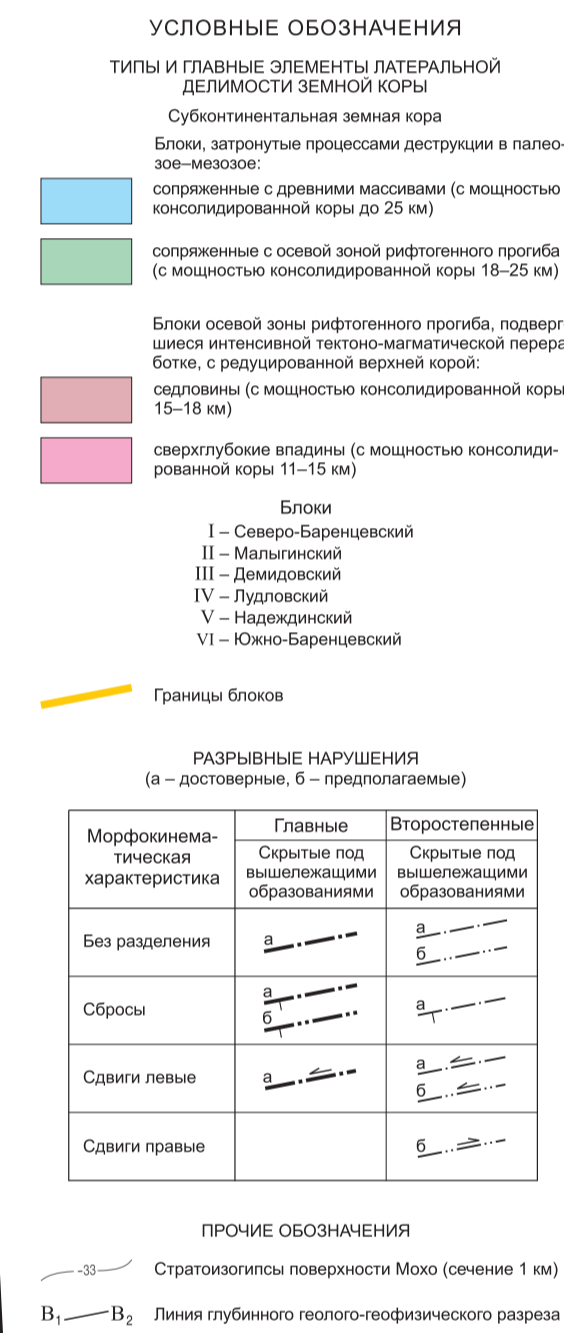 УСЛОВНЫЕ ОБОЗНАЧЕНИЯ
ТИПЫ И ГЛАВНЫЕ ЭЛЕМЕНТЫ ЛАТЕРАЛЬНОЙ
ДЕЛИМОСТИ ЗЕМНОЙ КОРЫ
Субконтинентальная земная кора
Блоки, затронутые процессами деструкции в палео-
зое–мезозое:
сопряженные с древними массивами (с мощностью
консолидированной коры до 25 км)
сопряженные с осевой зоной рифтогенного прогиба
(с мощностью консолидированной коры 18–25 км)
Блоки осевой зоны рифтогенного прогиба, подверг-
шиеся интенсивной тектоно-магматической перера
ботке, с редуцированной верхней корой:
седловины (с мощностью консолидированной коры
15–18 км)
сверхглубокие впадины (с мощностью консолиди-
рованной коры 11–15 км)
Блоки
I – Северо-Баренцевский
II – Малыгинский
III – Демидовский
IV – Лудловский
V – Надеждинский
VI – Южно-Баренцевский
Границы блоков
РАЗРЫВНЫЕ НАРУШЕНИЯ
(а – достоверные, б – предполагаемые)
Морфокинема-
тическая
характеристика
Главные
Второстепенные
Скрытые под
вышележащими
образованиями
Скрытые под
вышележащими
образованиями
Без разделения
а
а
б
Сбросы
а
б
а
Сдвиги левые
а
а
б
Сдвиги правые
б
ПРОЧИЕ ОБОЗНАЧЕНИЯ
-33 Стратоизогипсы поверхности Мохо (сечение 1 км)
B₁ B₂ Линия глубинного геолого-геофизического разреза